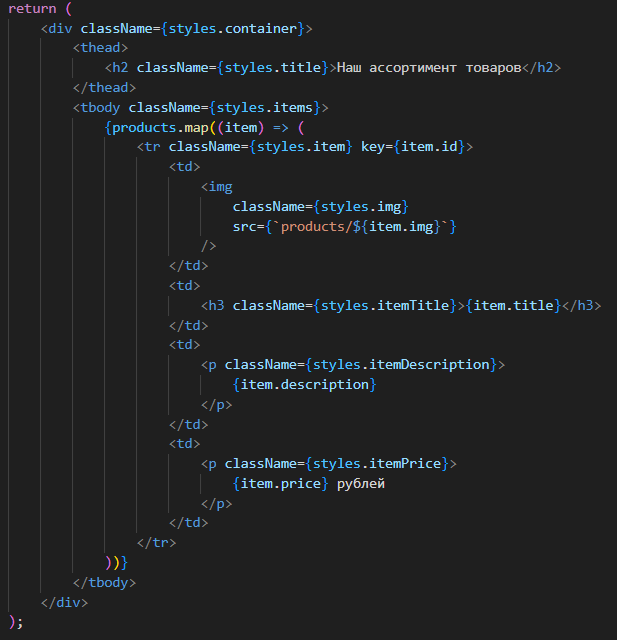 return (
<div className={styles.container}>
<thead>
<h2 className={styles.title}>Наш ассортимент товаров</h2>
</thead>
<tbody className={styles.items}>
{products.map((item) => (
<tr className={styles.item} key={item.id}>
<td>
<img
className={styles.img}
src={`products/${item.img}`}
/>
</td>
<td>
<h3 className={styles.itemTitle}>{item.title}</h3>
</td>
<td>
<p className={styles.itemDescription}>
{item.description}
</p>
</td>
<td>
<p className={styles.itemPrice}>
{item.price} рублей
</p>
</td>
</tr>
))}
</tbody>
</div>
);